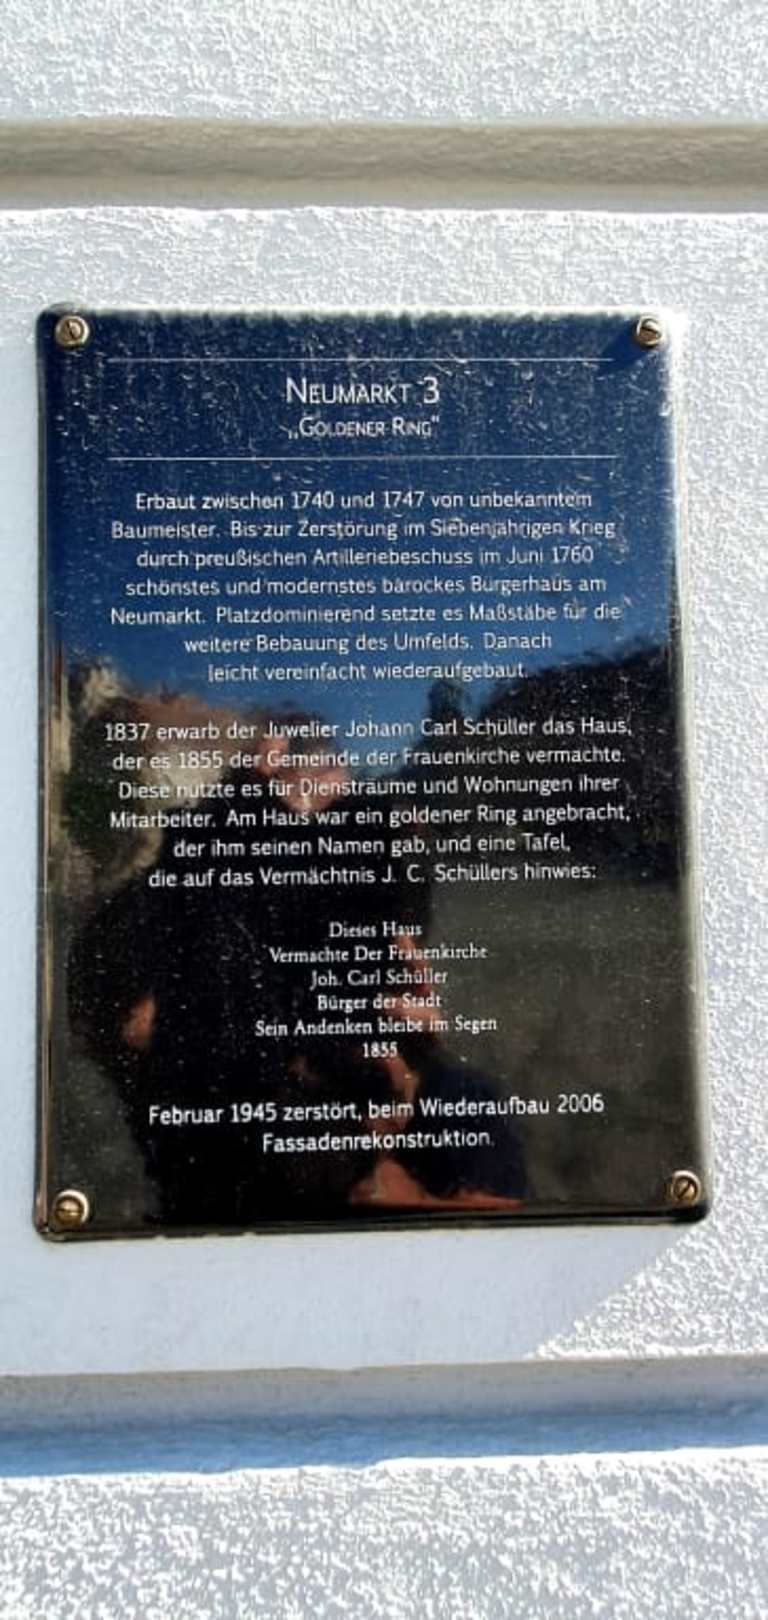 NEUMARKT 3
„GOLDENER RING“
Erbaut zwischen 1740 und 1747 von unbekanntem
Baumeister. Bis zur Zerstörung im Siebenjährigen Krieg
durch preußischen Artilleriebeschuss im Juni 1760
schönstes und modernstes barockes Bürgerhaus am
Neumarkt. Platzdominierend setzte es Maßstäbe für die
weitere Bebauung des Umfelds. Danach
leicht vereinfacht wiederaufgebaut.
1837 erwarb der Juwelier Johann Carl Schüller das Haus,
der es 1855 der Gemeinde der Frauenkirche vermachte.
Diese nutzte es für Diensträume und Wohnungen ihrer
Mitarbeiter. Am Haus war ein goldener Ring angebracht,
der ihm seinen Namen gab, und eine Tafel,
die auf das Vermächtnis J. C. Schüllers hinwies:
Dieses Haus
Vermachte Der Frauenkirche
Joh. Carl Schüller
Bürger der Stadt
Sein Andenken bleibe im Segen
1855
Februar 1945 zerstört, beim Wiederaufbau 2006
Fassadenrekonstruktion.